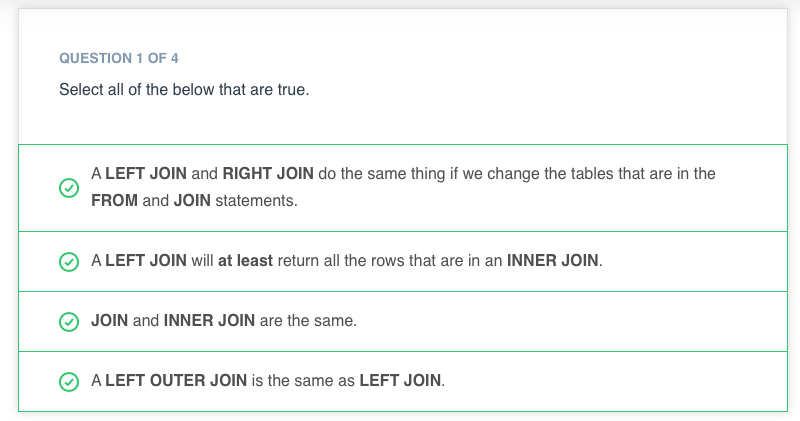 QUESTION 1 OF 4
Select all of the below that are true.
A LEFT JOIN and RIGHT JOIN do the same thing if we change the tables that are in the
FROM and JOIN statements.
A LEFT JOIN will at least return all the rows that are in an INNER JOIN.
JOIN and INNER JOIN are the same.
A LEFT OUTER JOIN is the same as LEFT JOIN.